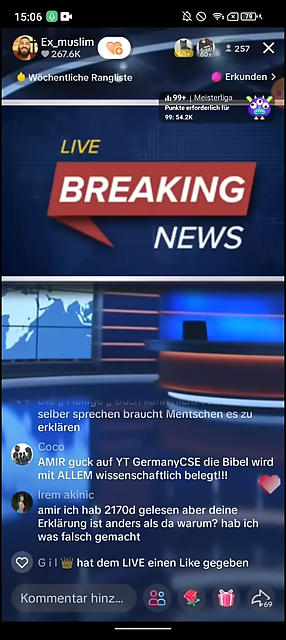 15:06
79
Ex_muslim
267.6K
60+
60+
257
Wöchentliche Rangliste
Erkunden >
99+ | Meisterliga
Punkte erforderlich für
99: 54.2K
LIVE
BREAKING
NEWS
selber sprechen braucht Mentschen es zu
erklären
Coco
AMIR guck auf YT GermanyCSE die Bibel wird
mit ALLEM wissenschaftlich belegt!!!
Irem akinic
amir ich hab 2170d gelesen aber deine
Erklärung ist anders als da warum? hab ich
was falsch gemacht
G i l 👑 hat dem LIVE einen Like gegeben
Kommentar hinz...
69